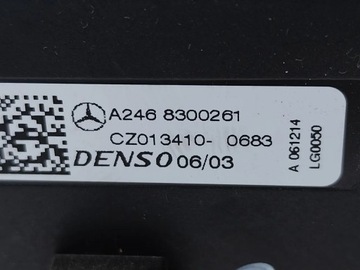 A246 8300261
CZ013410- 0683
DENSO 06/03
A 061214
LG0050